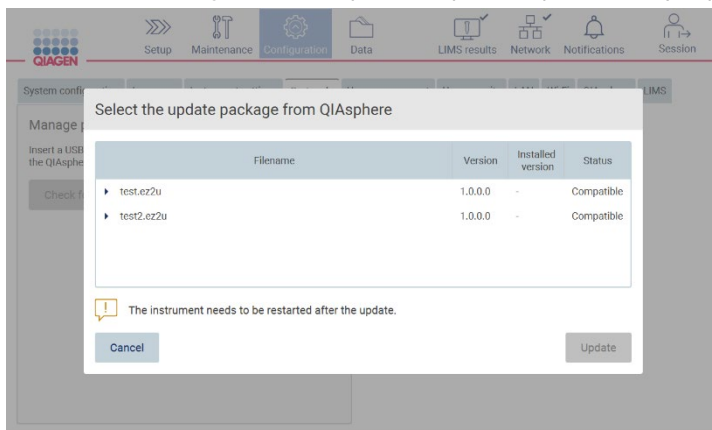 QIAGEN
Setup
Maintenance
Configuration
Data
LIMS results
Network
Notifications
Session
System confi
LIMS
Manage p
Insert a USB
the QIAsphe
Check f
Select the update package from QIAsphere
Filename
Version
Installed
version
Status
test.ez2u
1.0.0.0
-
Compatible
test2.ez2u
1.0.0.0
-
Compatible
The instrument needs to be restarted after the update.
Cancel
Update